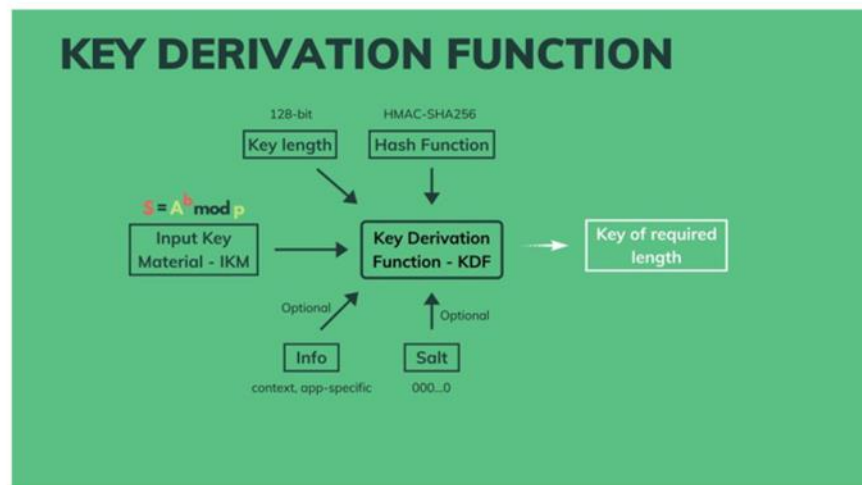 KEY DERIVATION FUNCTION
128-bit
HMAC-SHA256
Key length
Hash Function
S = A^b mod p
Input Key
Material - IKM
Key Derivation
Function - KDF
Key of required
length
Optional
Optional
Info
Salt
context, app-specific
000...0